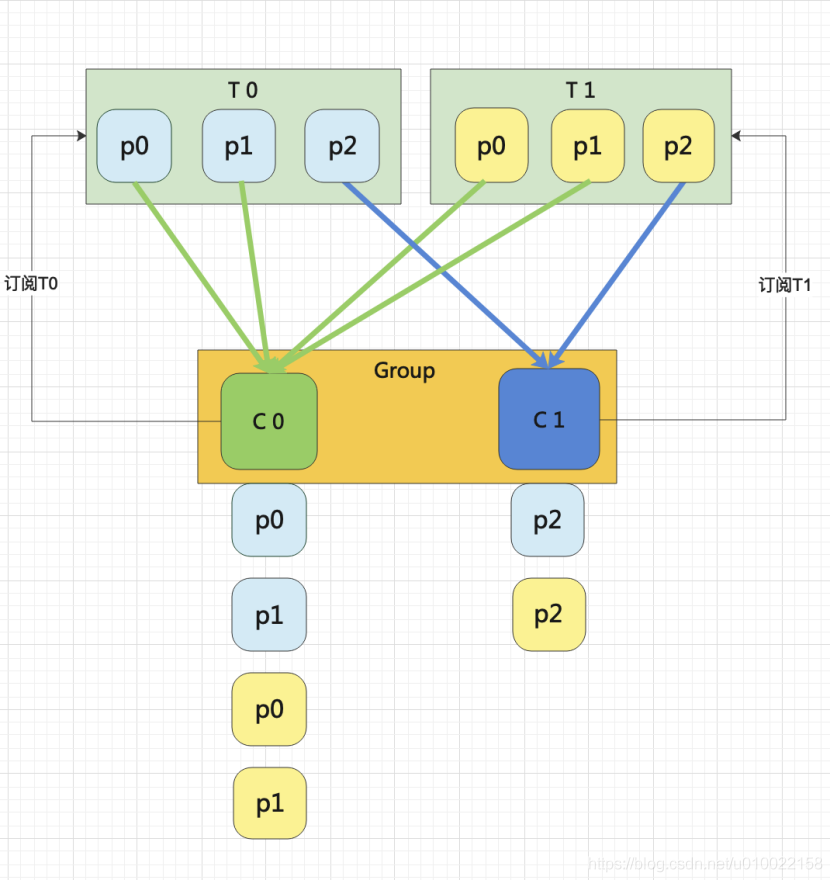 T 0
T 1
p0
p1
p2
p0
p1
p2
订阅T0
订阅T1
Group
C 0
C 1
p0
p2
p1
p2
p0
p1
https://blog.csdn.net/u010022158